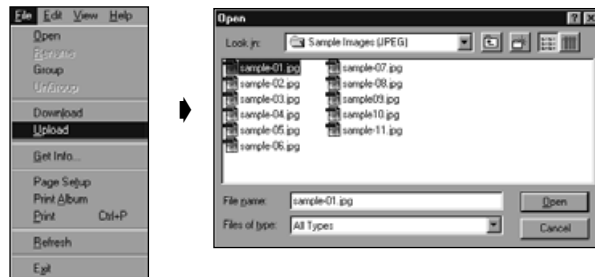 File Edit View Help
Open
Rename
Group
UnGroup
Download
Upload
Get Info...
Page Setup
Print Album
Print Ctrl+P
Refresh
Exit
Open
Look in: Sample Images (JPEG)
sample-01.jpg sample-07.jpg
sample-02.jpg sample-08.jpg
sample-03.jpg sample09.jpg
sample-04.jpg sample10.jpg
sample-05.jpg sample-11.jpg
sample-06.jpg
File name: sample-01.jpg Open
Files of type: All Types Cancel